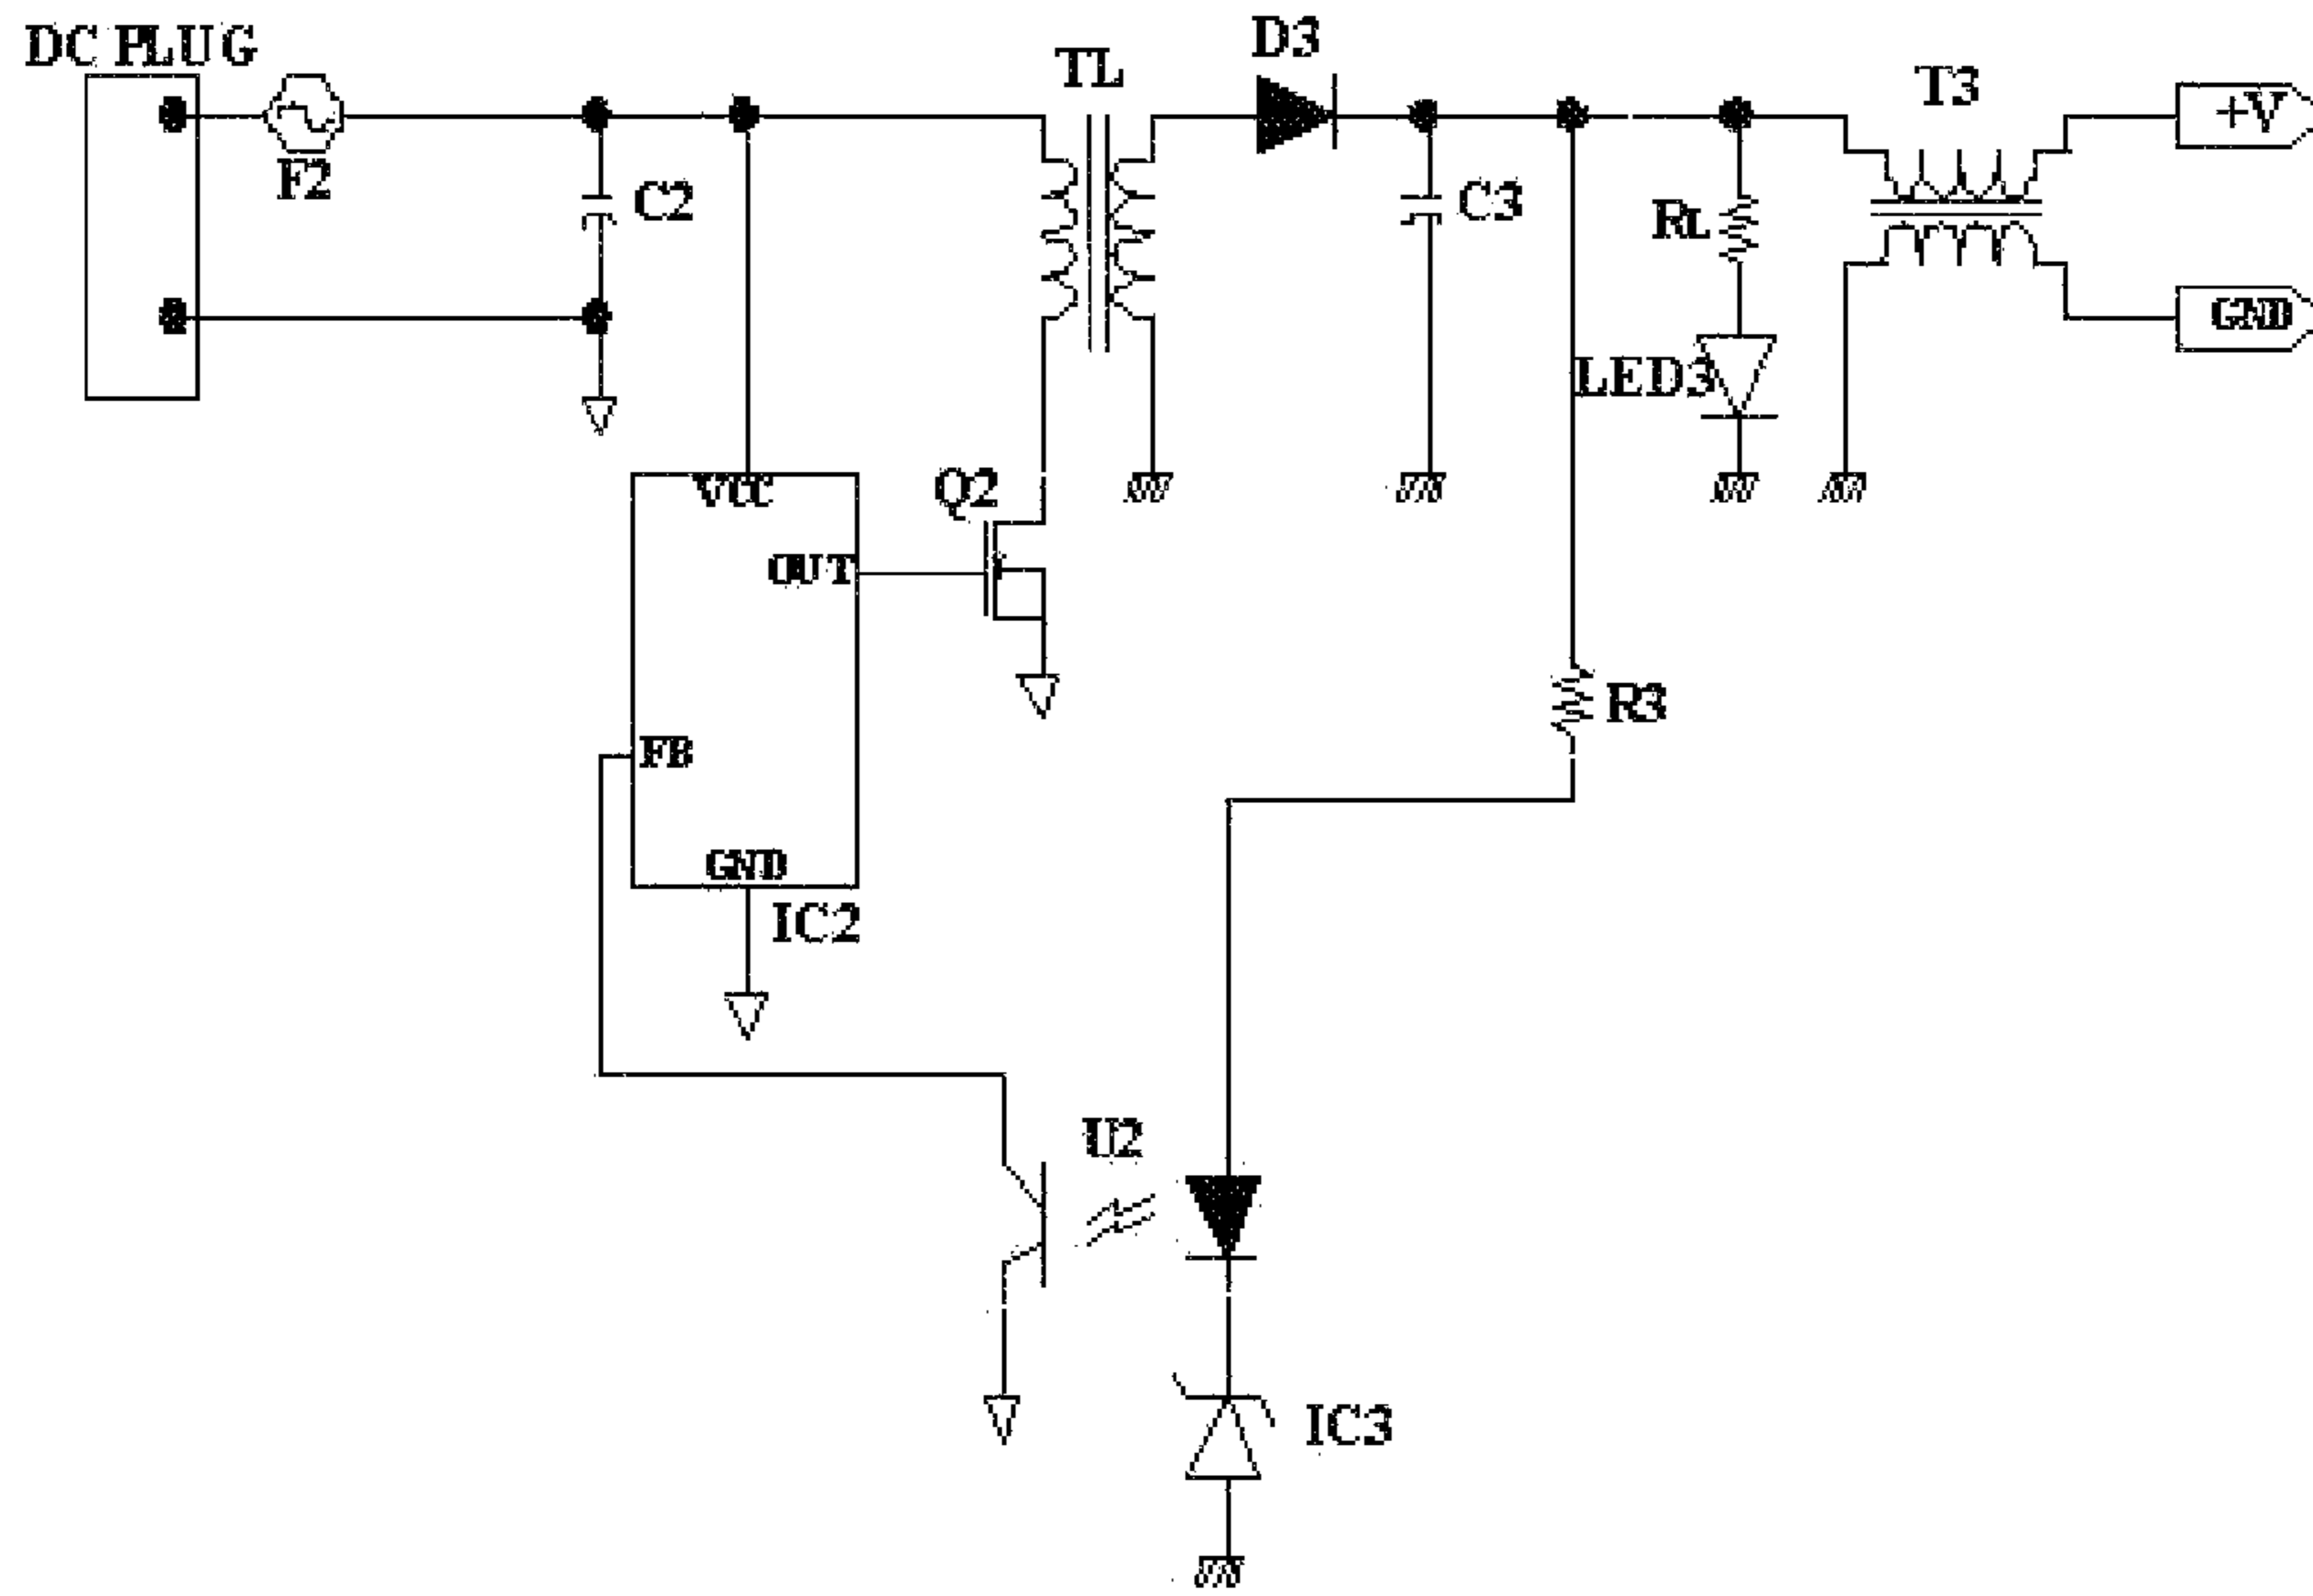 DC PLUG
F2
C2
TL
D3
C3
RL
T3
+V
GND
LED3
VCC
OUT
FB
GND
IC2
Q2
R3
U2
IC3